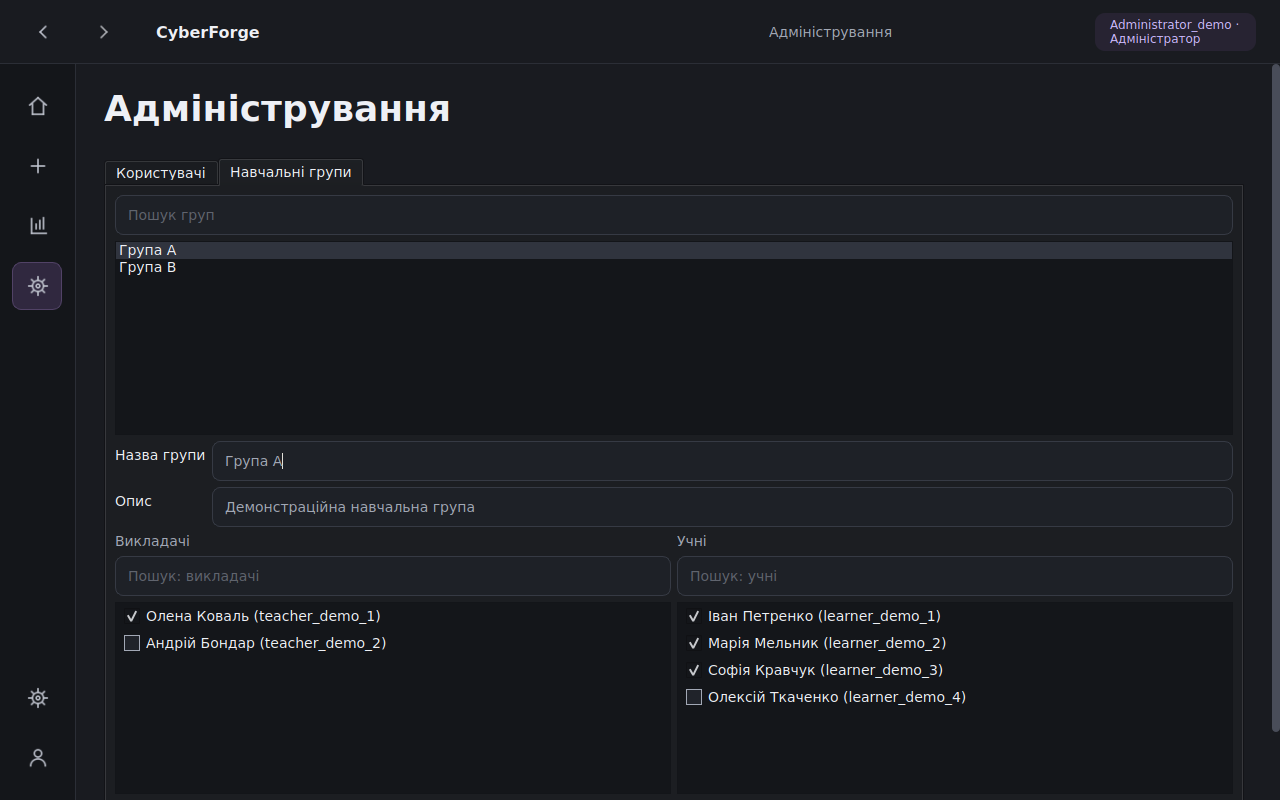 CyberForge
Адміністрування
Administrator_demo ·
Адміністратор
Адміністрування
Користувачі
Навчальні групи
Пошук груп
Група А
Група В
Назва групи
Група А
Опис
Демонстраційна навчальна група
Викладачі
Учні
Пошук: викладачі
Пошук: учні
Олена Коваль (teacher_demo_1)
Андрій Бондар (teacher_demo_2)
Іван Петренко (learner_demo_1)
Марія Мельник (learner_demo_2)
Софія Кравчук (learner_demo_3)
Олексій Ткаченко (learner_demo_4)